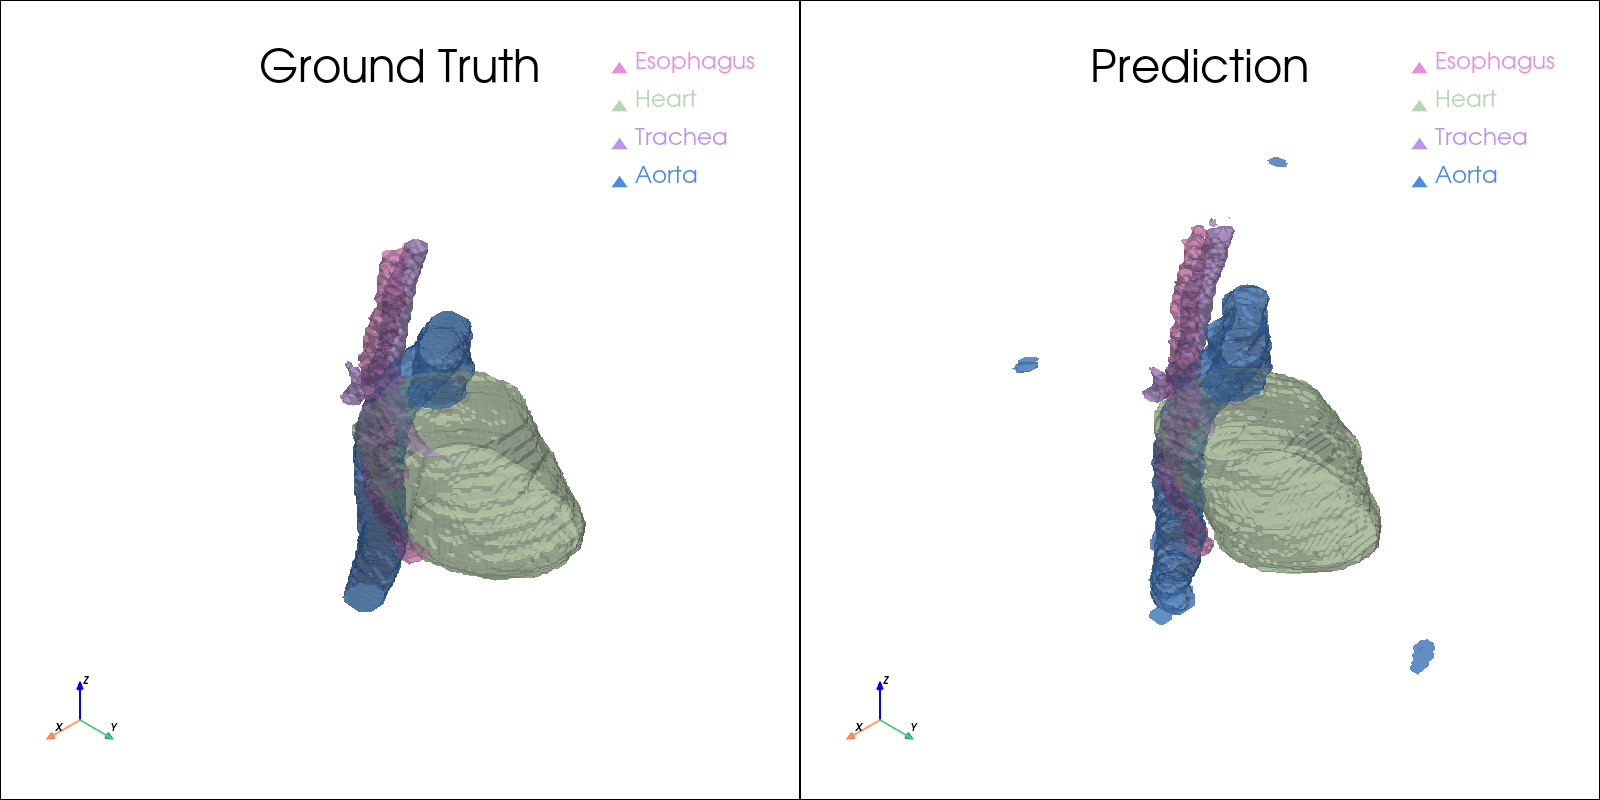 Ground Truth
Esophagus
Heart
Trachea
Aorta
Z
X
Y
Prediction
Esophagus
Heart
Trachea
Aorta
Z
X
Y